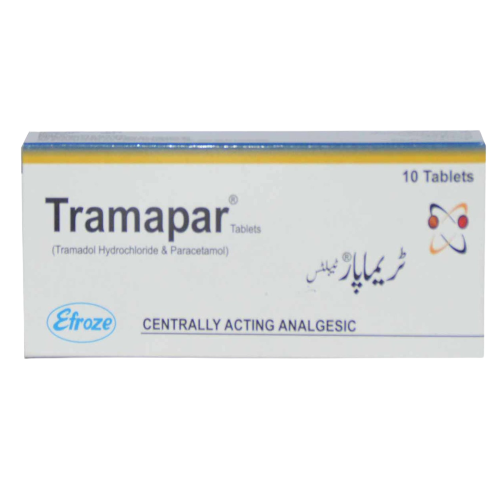 10 Tablets
Tramapar® Tablets
(Tramadol Hydrochloride & Paracetamol)
ٹریماپار® ٹیبلٹس
Efroze
CENTRALLY ACTING ANALGESIC